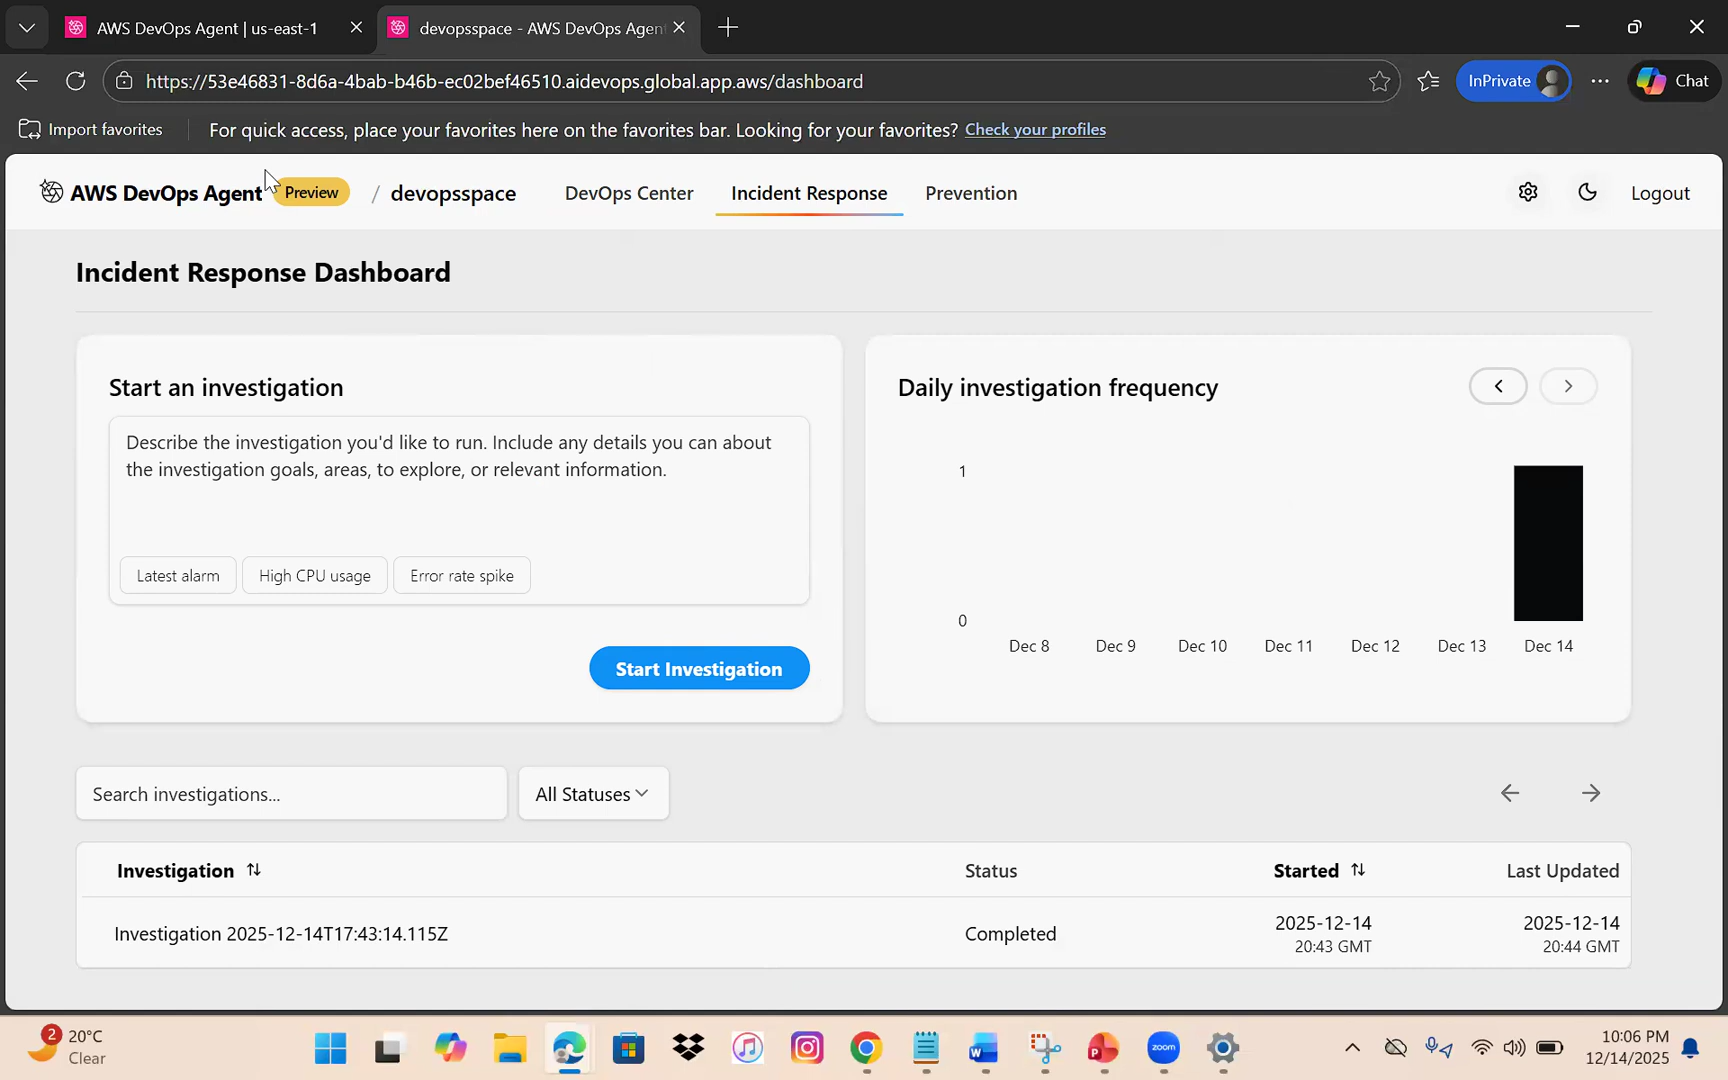 AWS DevOps Agent | us-east-1
devopsspace - AWS DevOps Agent
https://53e46831-8d6a-4bab-b46b-ec02bef46510.aidevops.global.app.aws/dashboard
InPrivate
Chat
Import favorites
For quick access, place your favorites here on the favorites bar. Looking for your favorites? Check your profiles
AWS DevOps Agent Preview / devopsspace
DevOps Center
Incident Response
Prevention
Logout
Incident Response Dashboard
Start an investigation
Describe the investigation you'd like to run. Include any details you can about
the investigation goals, areas, to explore, or relevant information.
Latest alarm
High CPU usage
Error rate spike
Start Investigation
Daily investigation frequency
1
0
Dec 8
Dec 9
Dec 10
Dec 11
Dec 12
Dec 13
Dec 14
Search investigations...
All Statuses
Investigation
Status
Started
Last Updated
Investigation 2025-12-14T17:43:14.115Z
Completed
2025-12-14
20:43 GMT
2025-12-14
20:44 GMT
2
20°C
Clear
zoom
10:06 PM
12/14/2025